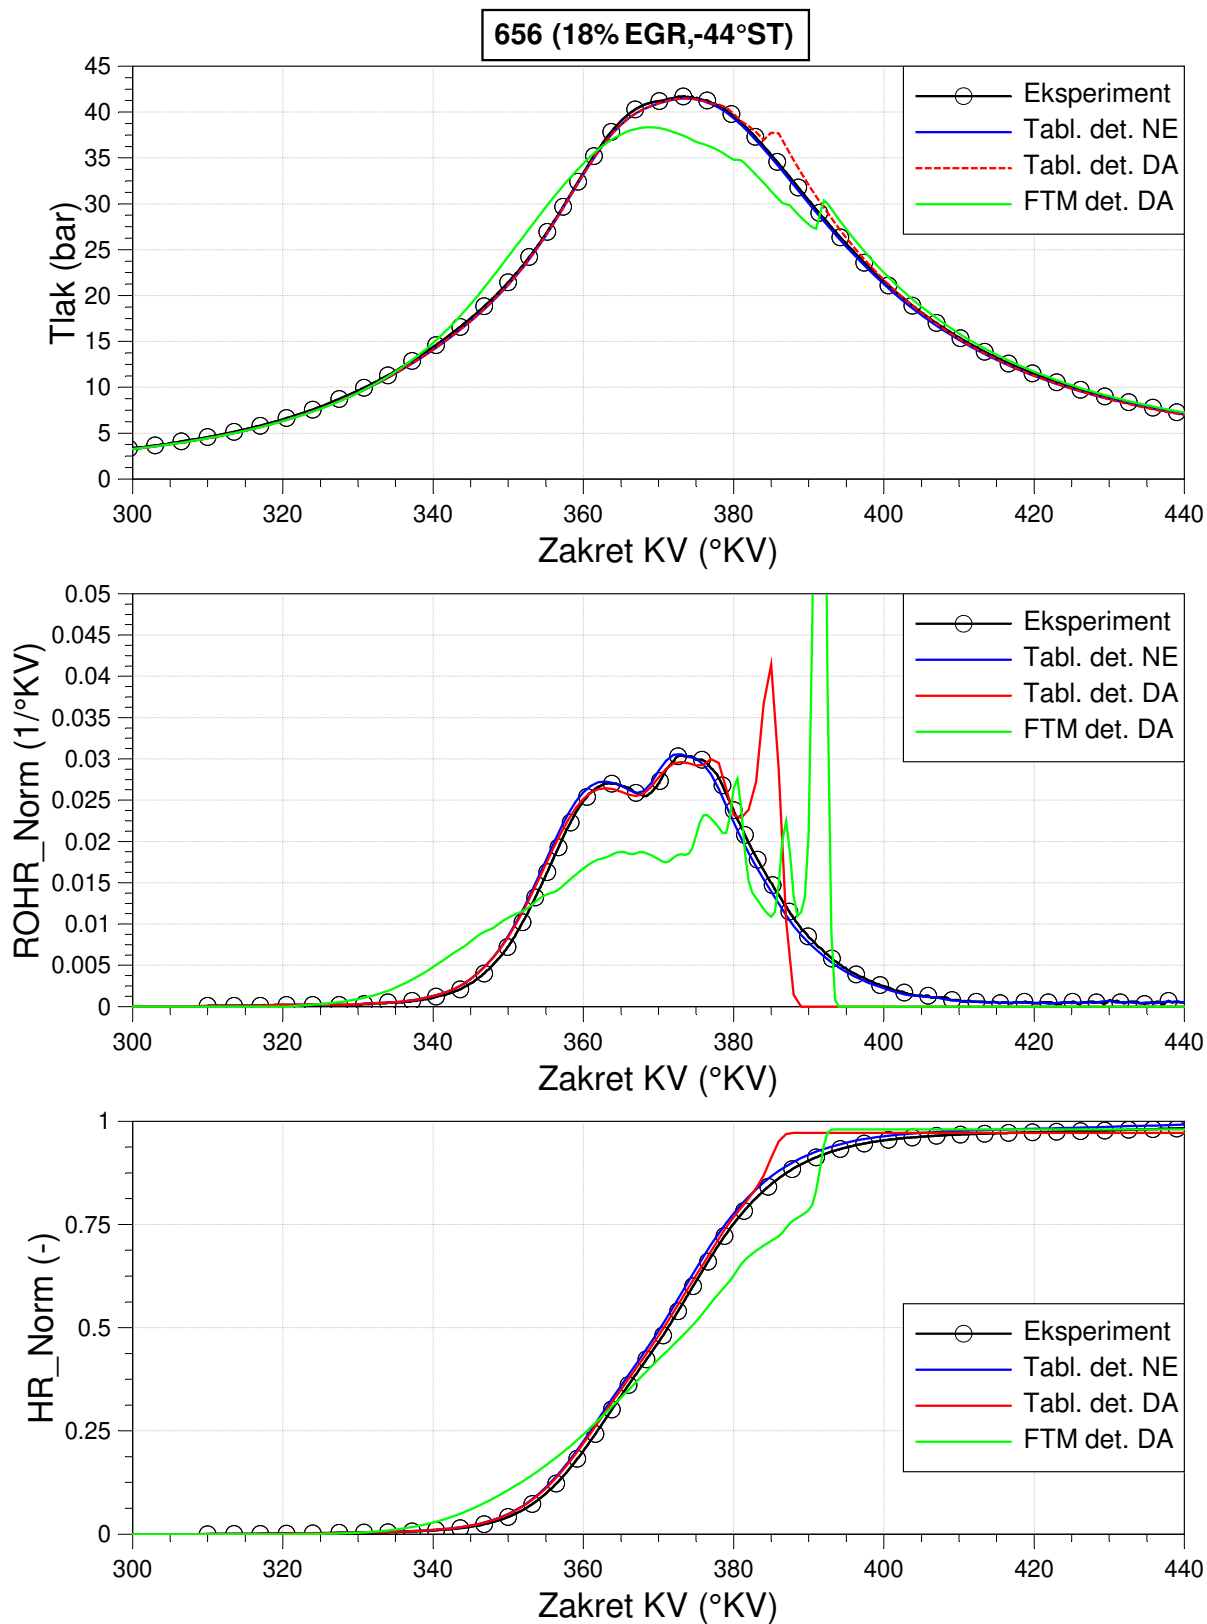 656 (18% EGR,-44°ST)
45
40
35
30
25
20
15
10
5
0
Tlak (bar)
Eksperiment
Tabl. det. NE
Tabl. det. DA
FTM det. DA
300 320 340 360 380 400 420 440
Zakret KV (°KV)
0.05
0.045
0.04
0.035
0.03
0.025
0.02
0.015
0.01
0.005
0
ROHR_Norm (1/°KV)
Eksperiment
Tabl. det. NE
Tabl. det. DA
FTM det. DA
300 320 340 360 380 400 420 440
Zakret KV (°KV)
1
0.75
0.5
0.25
0
HR_Norm (-)
Eksperiment
Tabl. det. NE
Tabl. det. DA
FTM det. DA
300 320 340 360 380 400 420 440
Zakret KV (°KV)